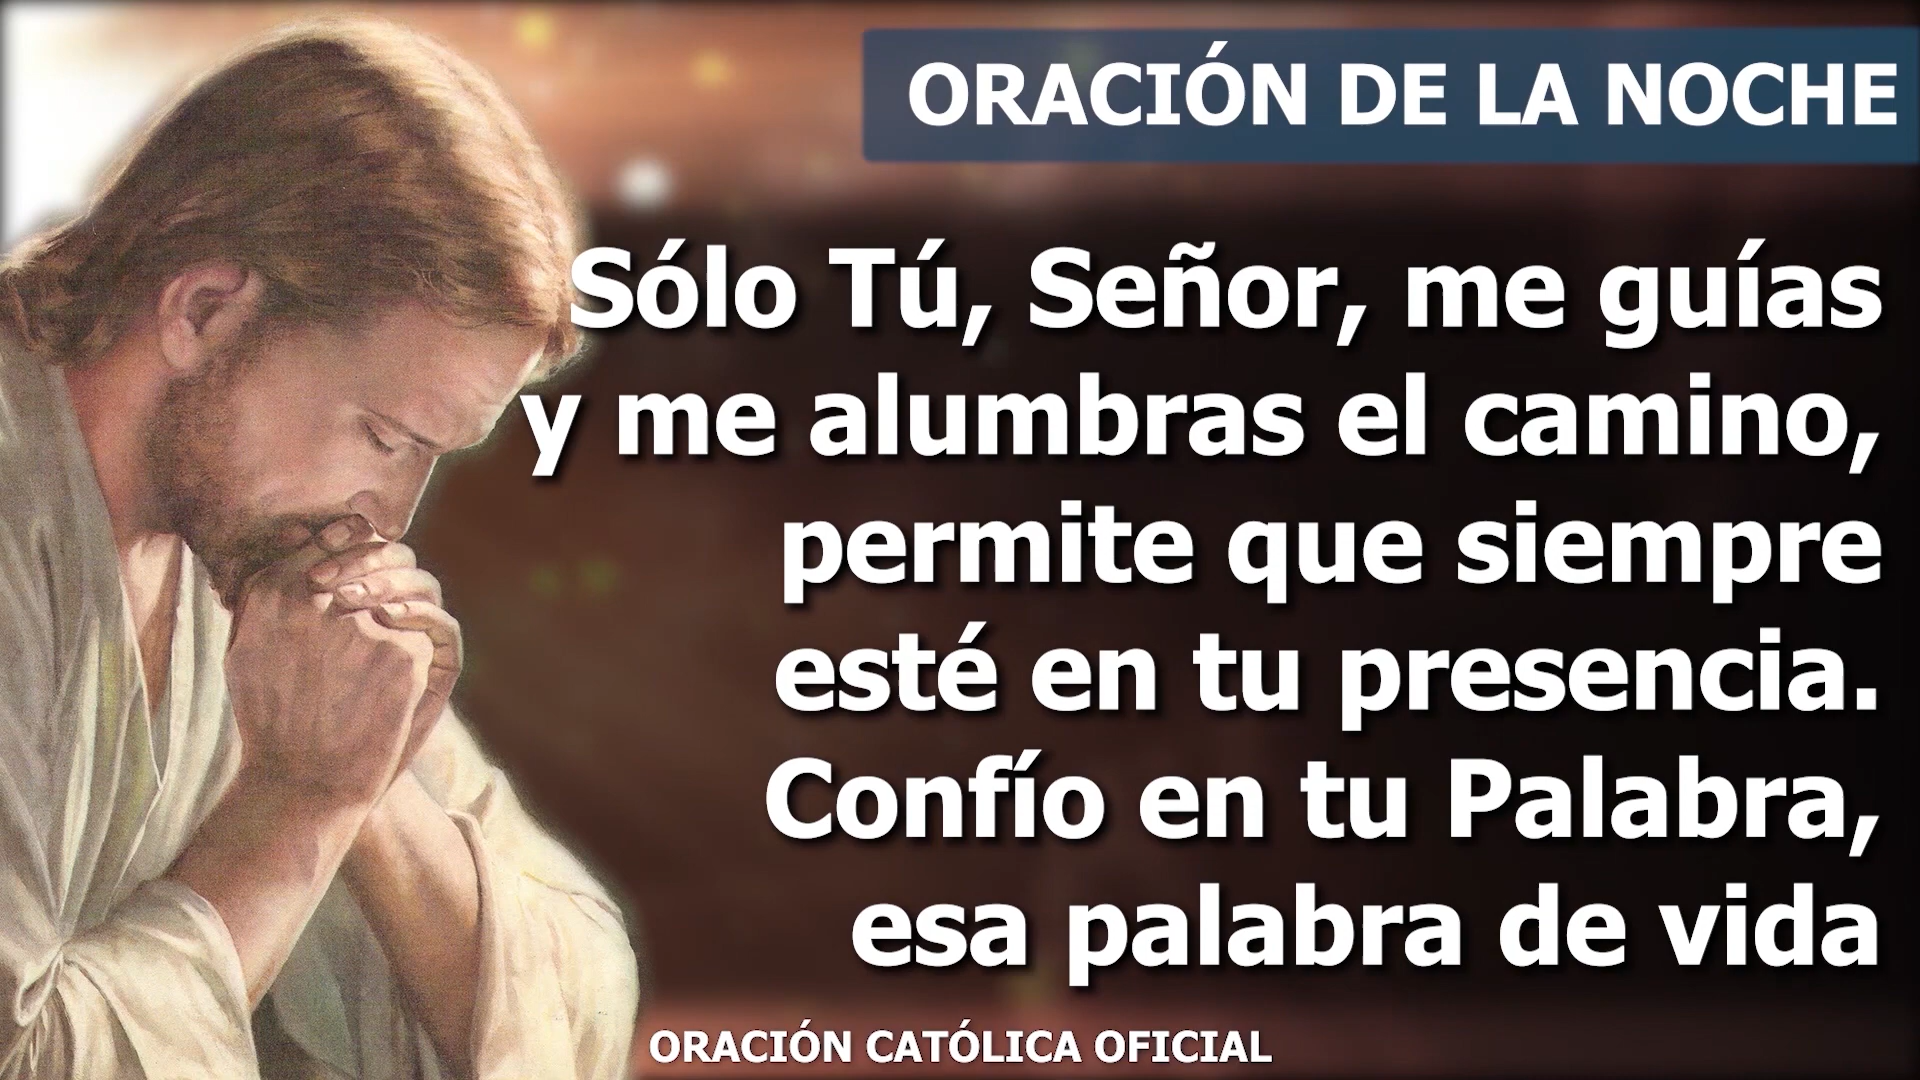 ORACIÓN DE LA NOCHE
Sólo Tú, Señor, me guías
y me alumbras el camino,
permite que siempre
esté en tu presencia.
Confío en tu Palabra,
esa palabra de vida
ORACIÓN CATÓLICA OFICIAL